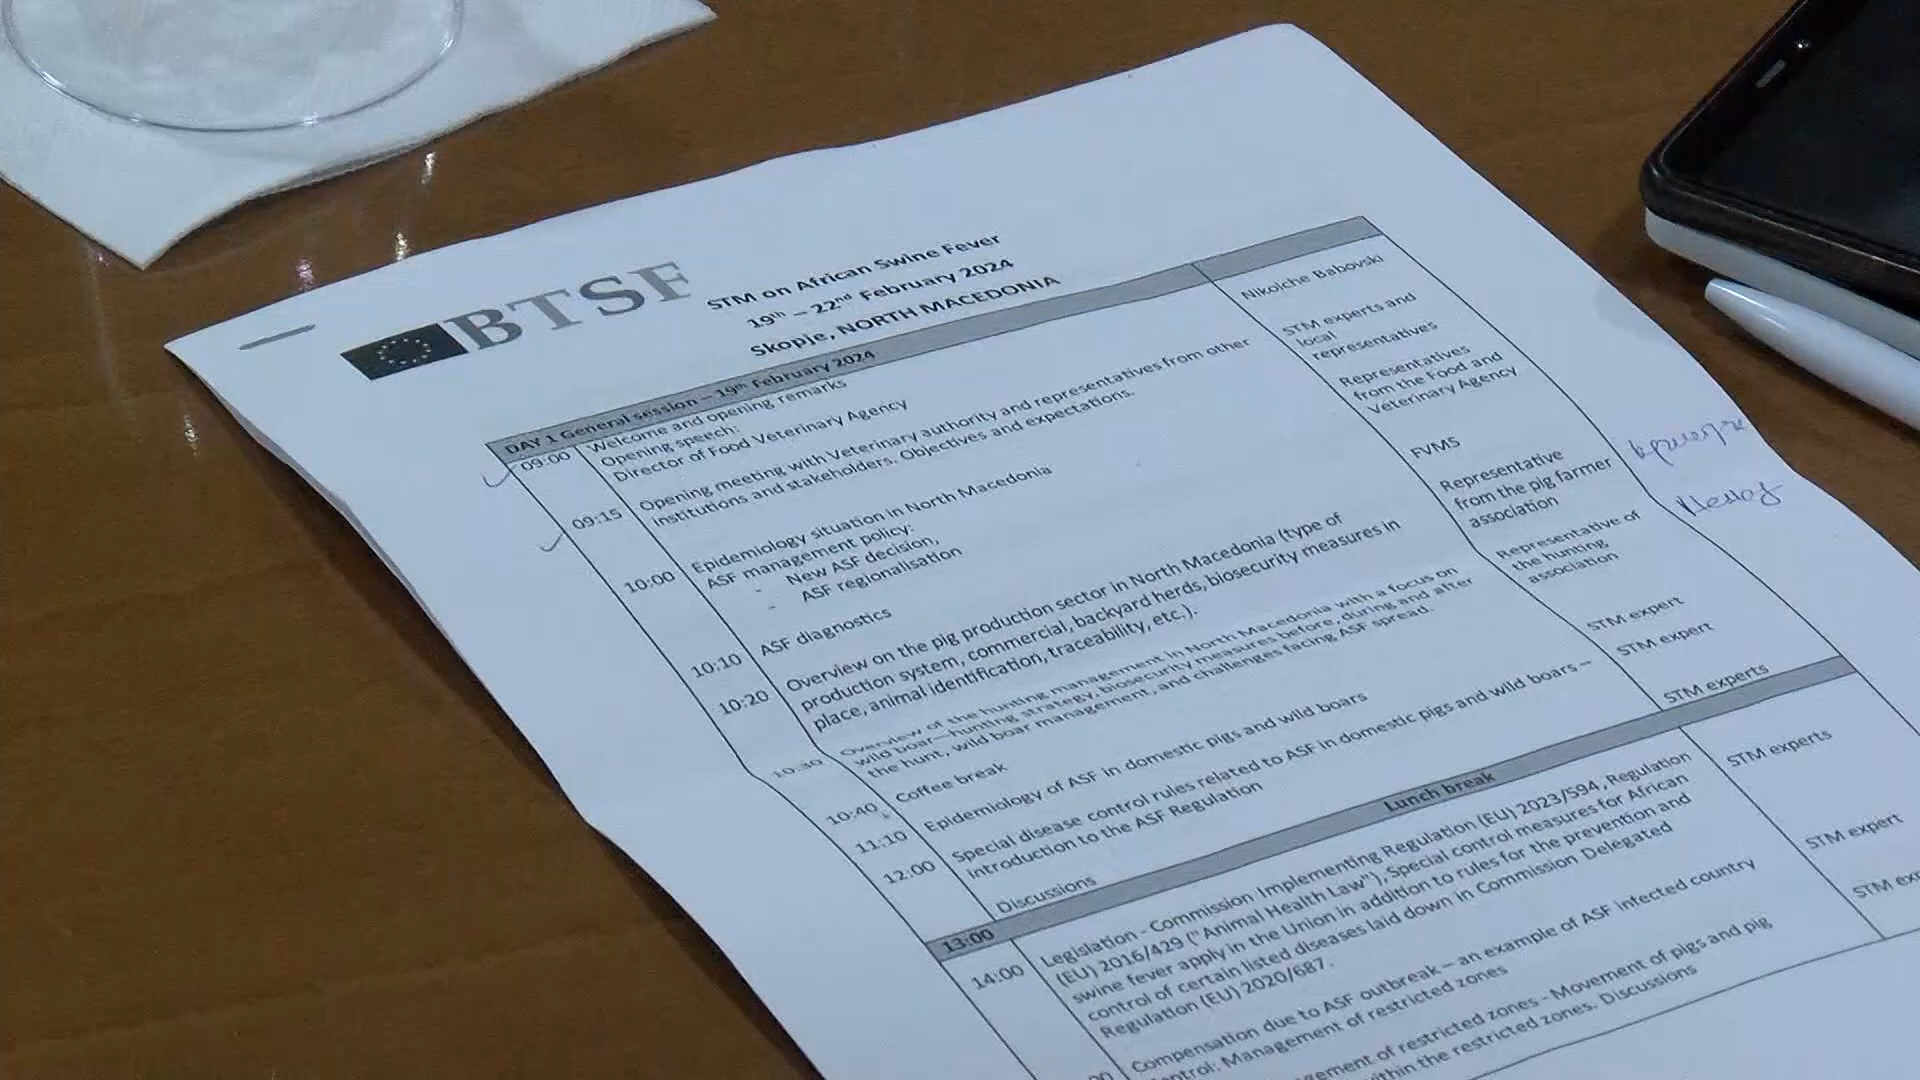 BTSF
STM on African Swine Fever
19th – 22nd February 2024
Skopje, NORTH MACEDONIA
DAY 1 General session – 19th February 2024
09:00
Welcome and opening remarks
Opening speech:
Director of Food Veterinary Agency
Nikolche Babovski
09:15
Opening meeting with Veterinary authority and representatives from other
institutions and stakeholders. Objectives and expectations.
STM experts and
local
representatives
10:00
Epidemiology situation in North Macedonia
ASF management policy:
- New ASF decision,
- ASF regionalisation
Representatives
from the Food and
Veterinary Agency
10:10
ASF diagnostics
FVMS
10:20
Overview on the pig production sector in North Macedonia (type of
production system, commercial, backyard herds, biosecurity measures in
place, animal identification, traceability, etc.).
Representative
from the pig farmer
association
10:30
Overview of the hunting management in North Macedonia with a focus on
wild boar—hunting strategy, biosecurity measures before, during and after
the hunt, wild boar management, and challenges facing ASF spread.
Representative of
the hunting
association
10:40
Coffee break
11:10
Epidemiology of ASF in domestic pigs and wild boars
STM expert
12:00
Special disease control rules related to ASF in domestic pigs and wild boars –
Introduction to the ASF Regulation
STM expert
Discussions
STM experts
13:00
Lunch break
14:00
Legislation - Commission Implementing Regulation (EU) 2023/594, Regulation
(EU) 2016/429 ("Animal Health Law"), Special control measures for African
swine fever apply in the Union in addition to rules for the prevention and
control of certain listed diseases laid down in Commission Delegated
Regulation (EU) 2020/687.
STM experts
Compensation due to ASF outbreak – an example of ASF infected country
Management of restricted zones
STM expert
of restricted zones - Movement of pigs and pig
the restricted zones. Discussions
STM